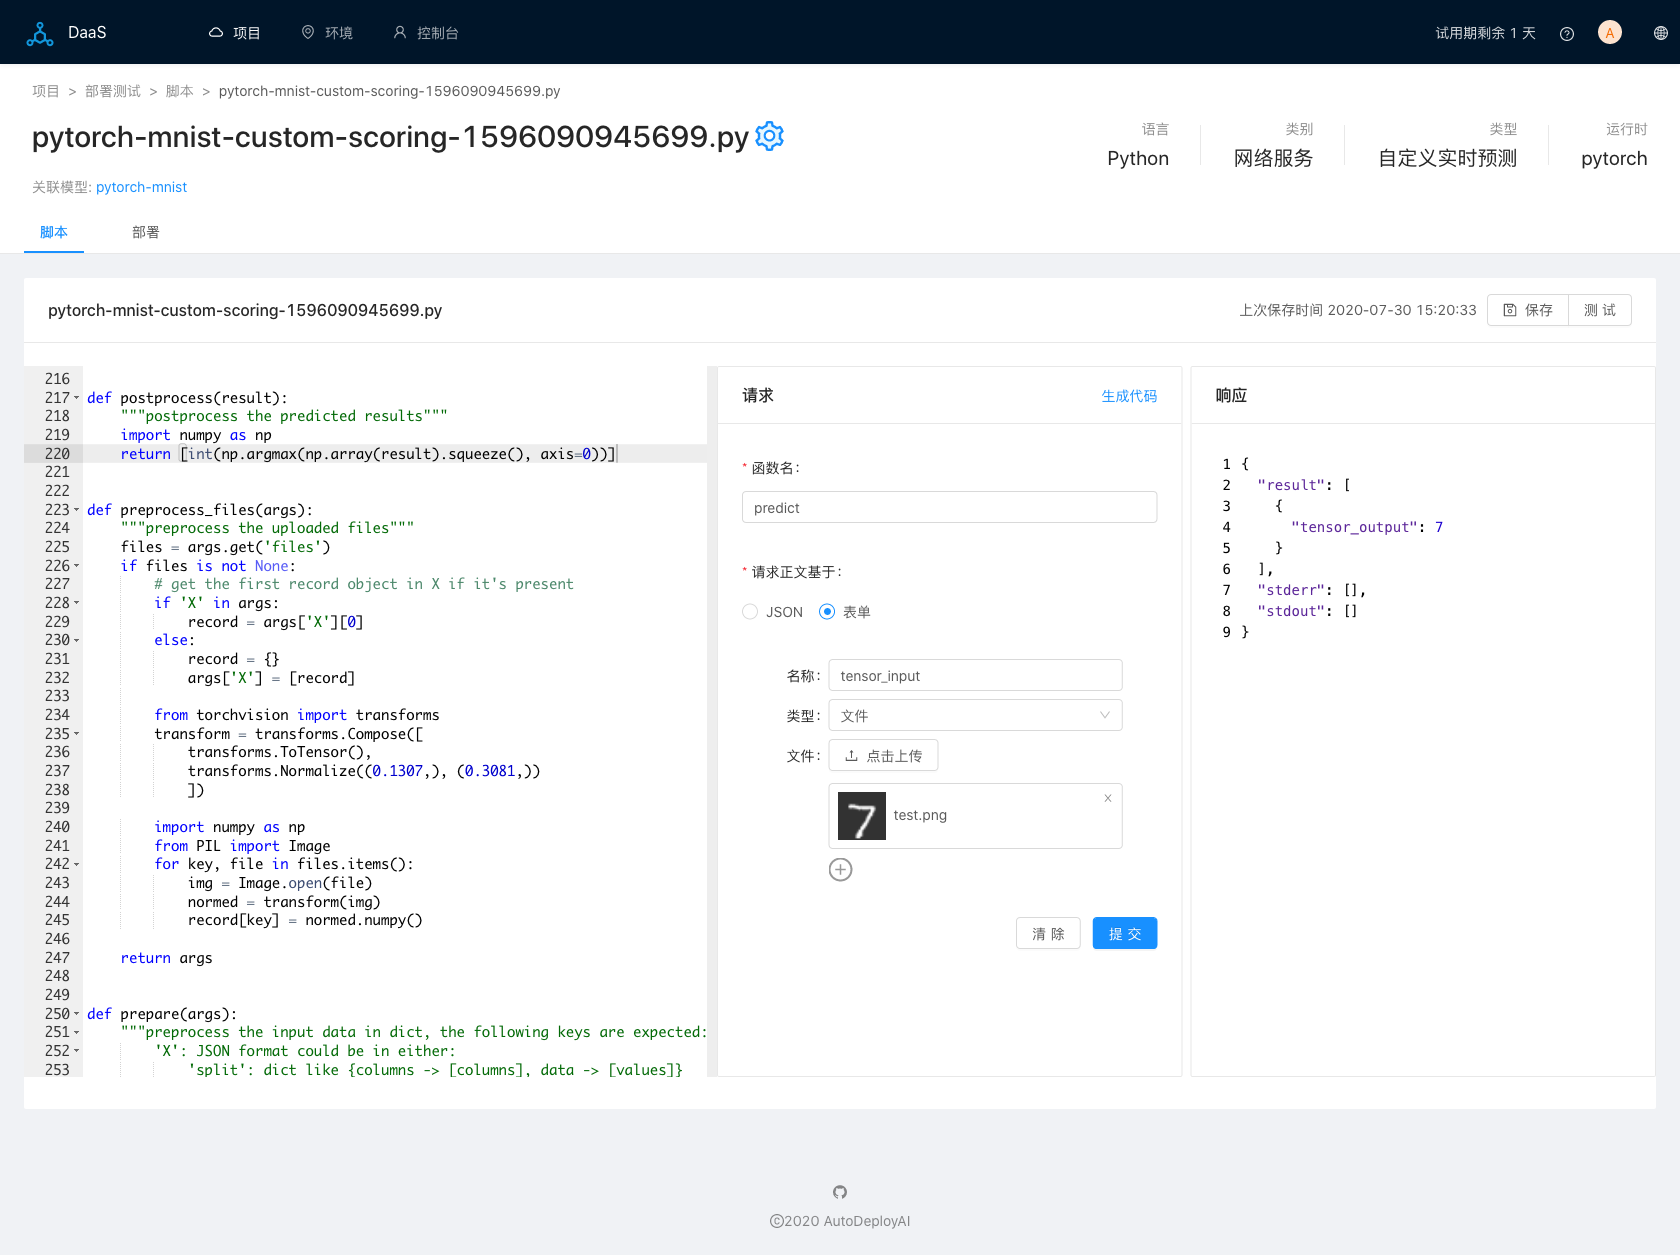 DaaS
项目
环境
控制台
试用期剩余 1 天
A
项目 > 部署测试 > 脚本 > pytorch-mnist-custom-scoring-1596090945699.py
pytorch-mnist-custom-scoring-1596090945699.py
语言
Python
类别
网络服务
类型
自定义实时预测
运行时
pytorch
关联模型: pytorch-mnist
脚本
部署
pytorch-mnist-custom-scoring-1596090945699.py
上次保存时间 2020-07-30 15:20:33
保存
测 试
216
217 def postprocess(result):
218     """postprocess the predicted results"""
219     import numpy as np
220     return [int(np.argmax(np.array(result).squeeze(), axis=0))]
221
222
223 def preprocess_files(args):
224     """preprocess the uploaded files"""
225     files = args.get('files')
226     if files is not None:
227         # get the first record object in X if it's present
228         if 'X' in args:
229             record = args['X'][0]
230         else:
231             record = {}
232             args['X'] = [record]
233
234         from torchvision import transforms
235         transform = transforms.Compose([
236             transforms.ToTensor(),
237             transforms.Normalize((0.1307,), (0.3081,))
238             ])
239
240         import numpy as np
241         from PIL import Image
242         for key, file in files.items():
243             img = Image.open(file)
244             normed = transform(img)
245             record[key] = normed.numpy()
246
247     return args
248
249
250 def prepare(args):
251     """preprocess the input data in dict, the following keys are expected:
252         'X': JSON format could be in either:
253             'split': dict like {columns -> [columns], data -> [values]}
请求
生成代码
* 函数名:
predict
* 请求正文基于:
JSON
表单
名称: tensor_input
类型: 文件
文件: 点击上传
7
test.png
x
清 除
提 交
响应
1 {
2   "result": [
3     {
4       "tensor_output": 7
5     }
6   ],
7   "stderr": [],
8   "stdout": []
9 }
©2020 AutoDeployAI